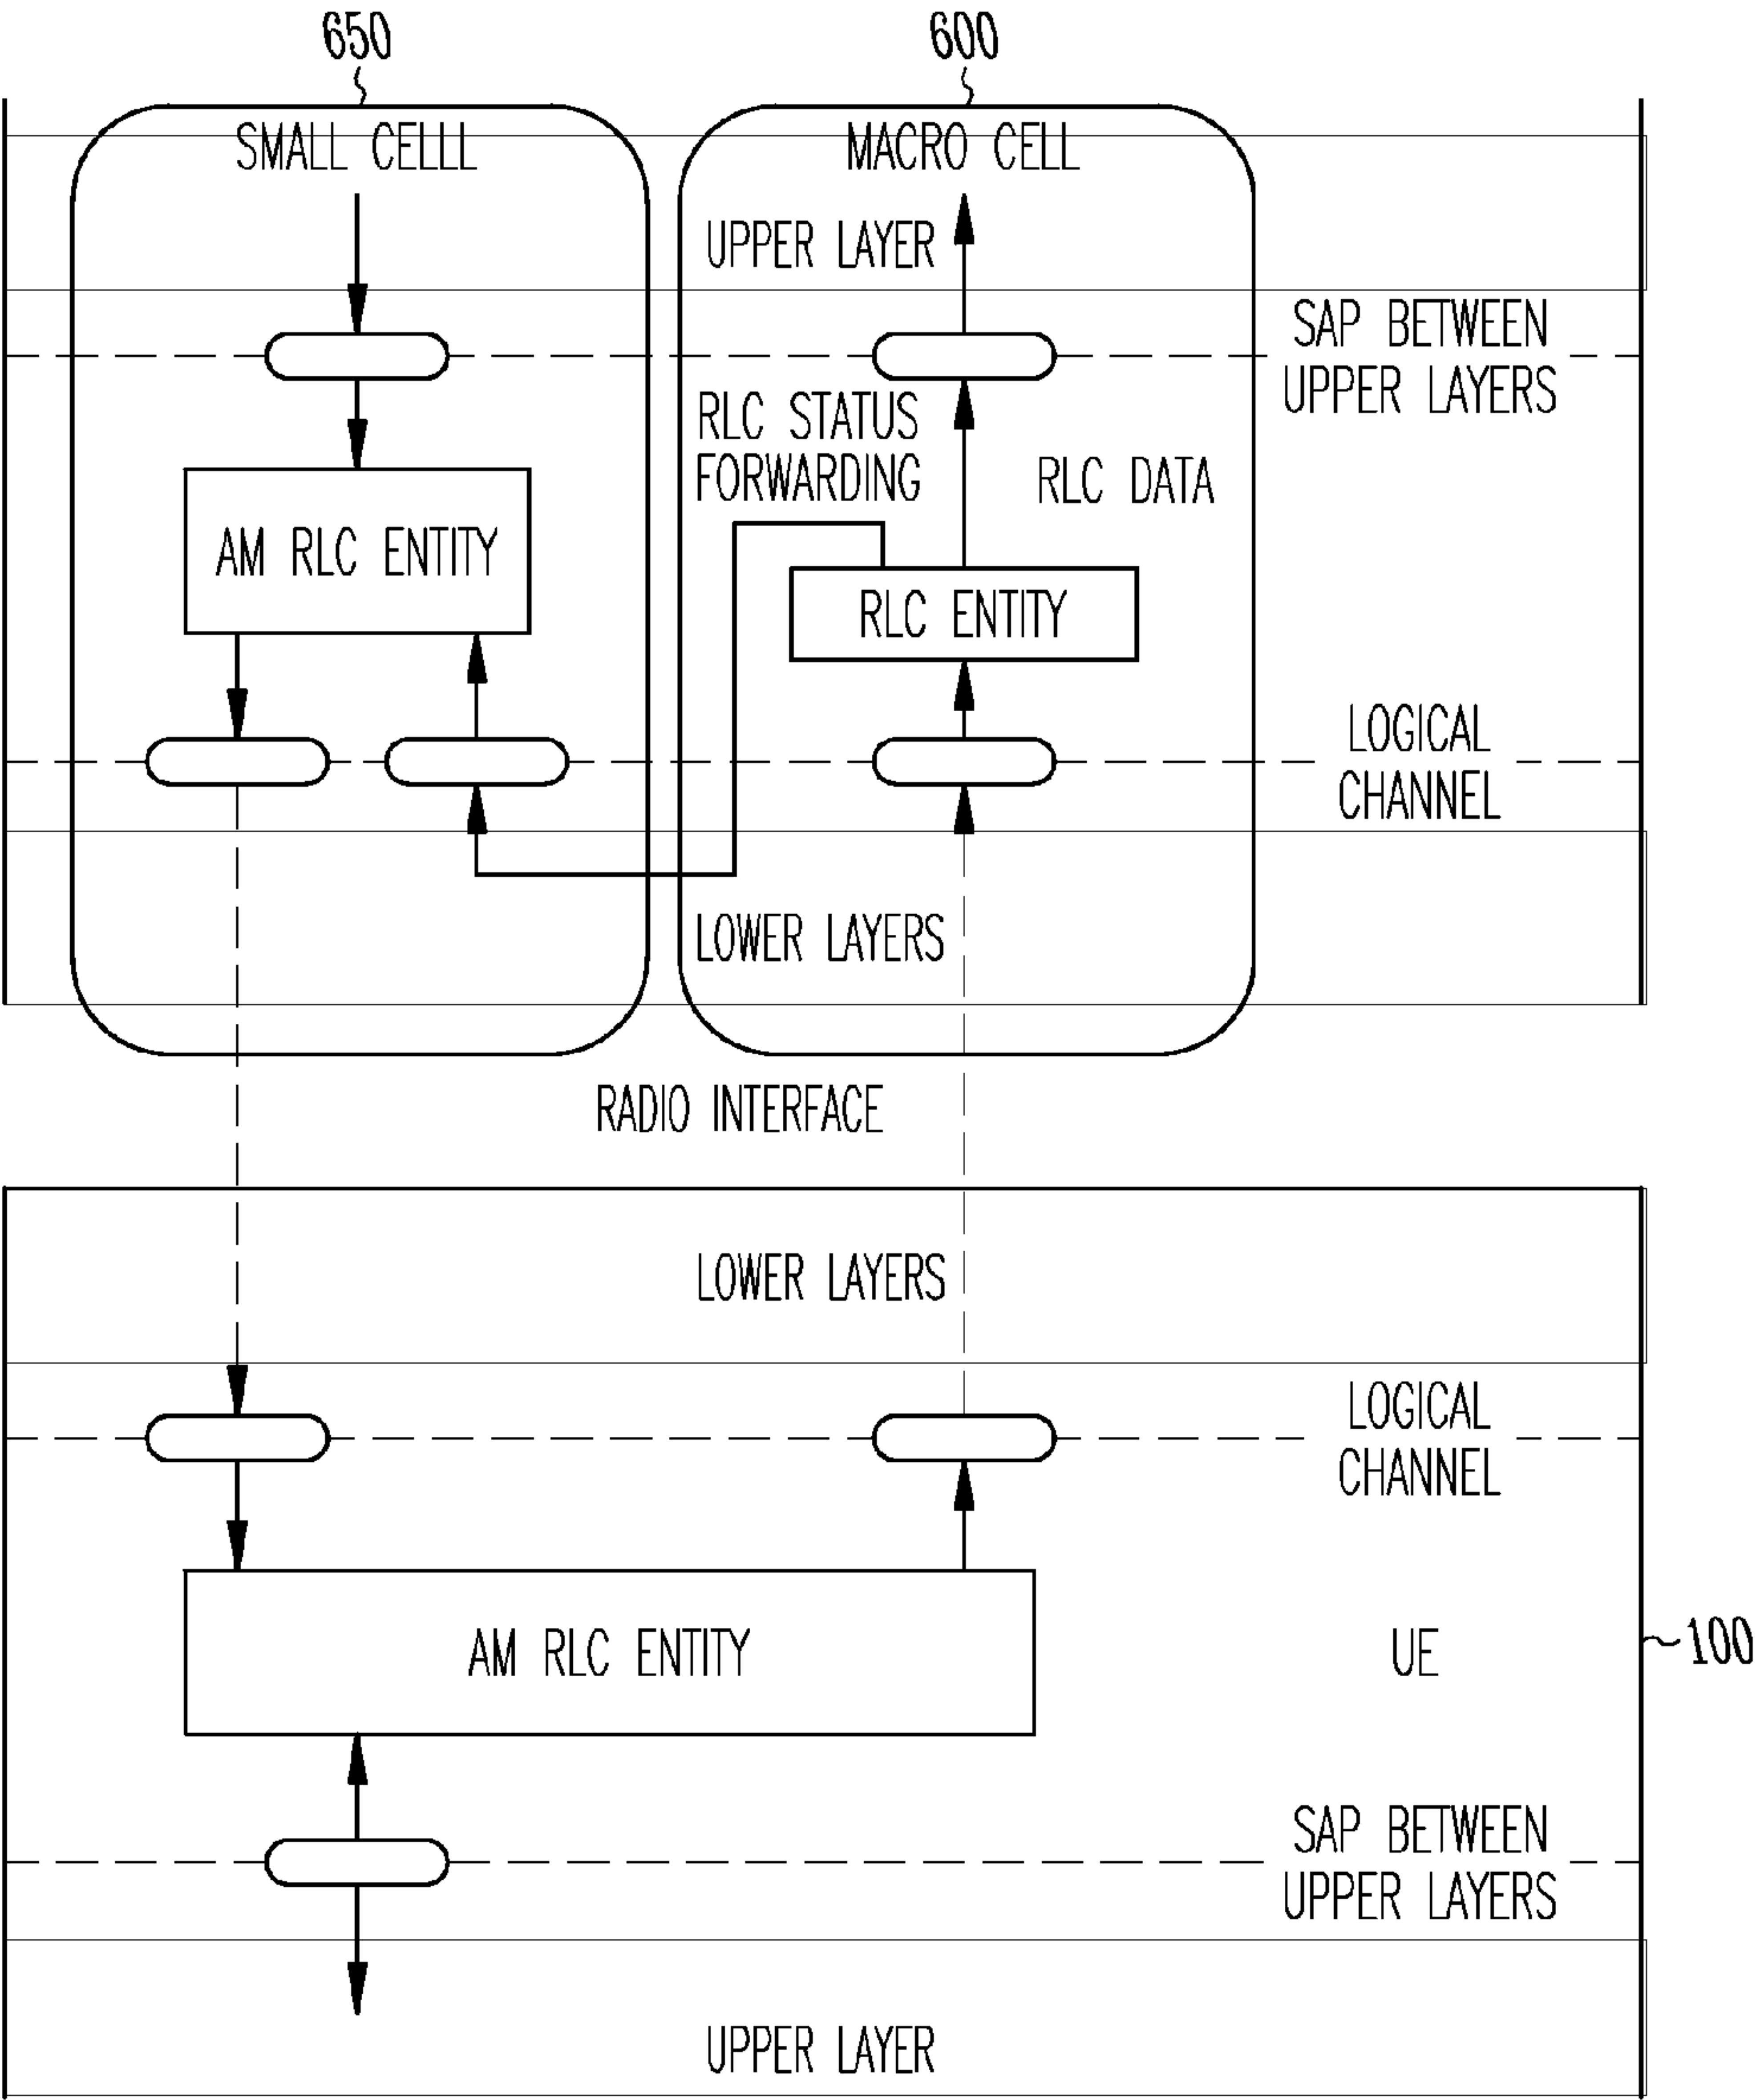 650
600
SMALL CELLL
MACRO CELL
UPPER LAYER
SAP BETWEEN
UPPER LAYERS
RLC STATUS
FORWARDING
RLC DATA
AM RLC ENTITY
RLC ENTITY
LOGICAL
CHANNEL
LOWER LAYERS
RADIO INTERFACE
LOWER LAYERS
LOGICAL
CHANNEL
AM RLC ENTITY
UE
100
SAP BETWEEN
UPPER LAYERS
UPPER LAYER